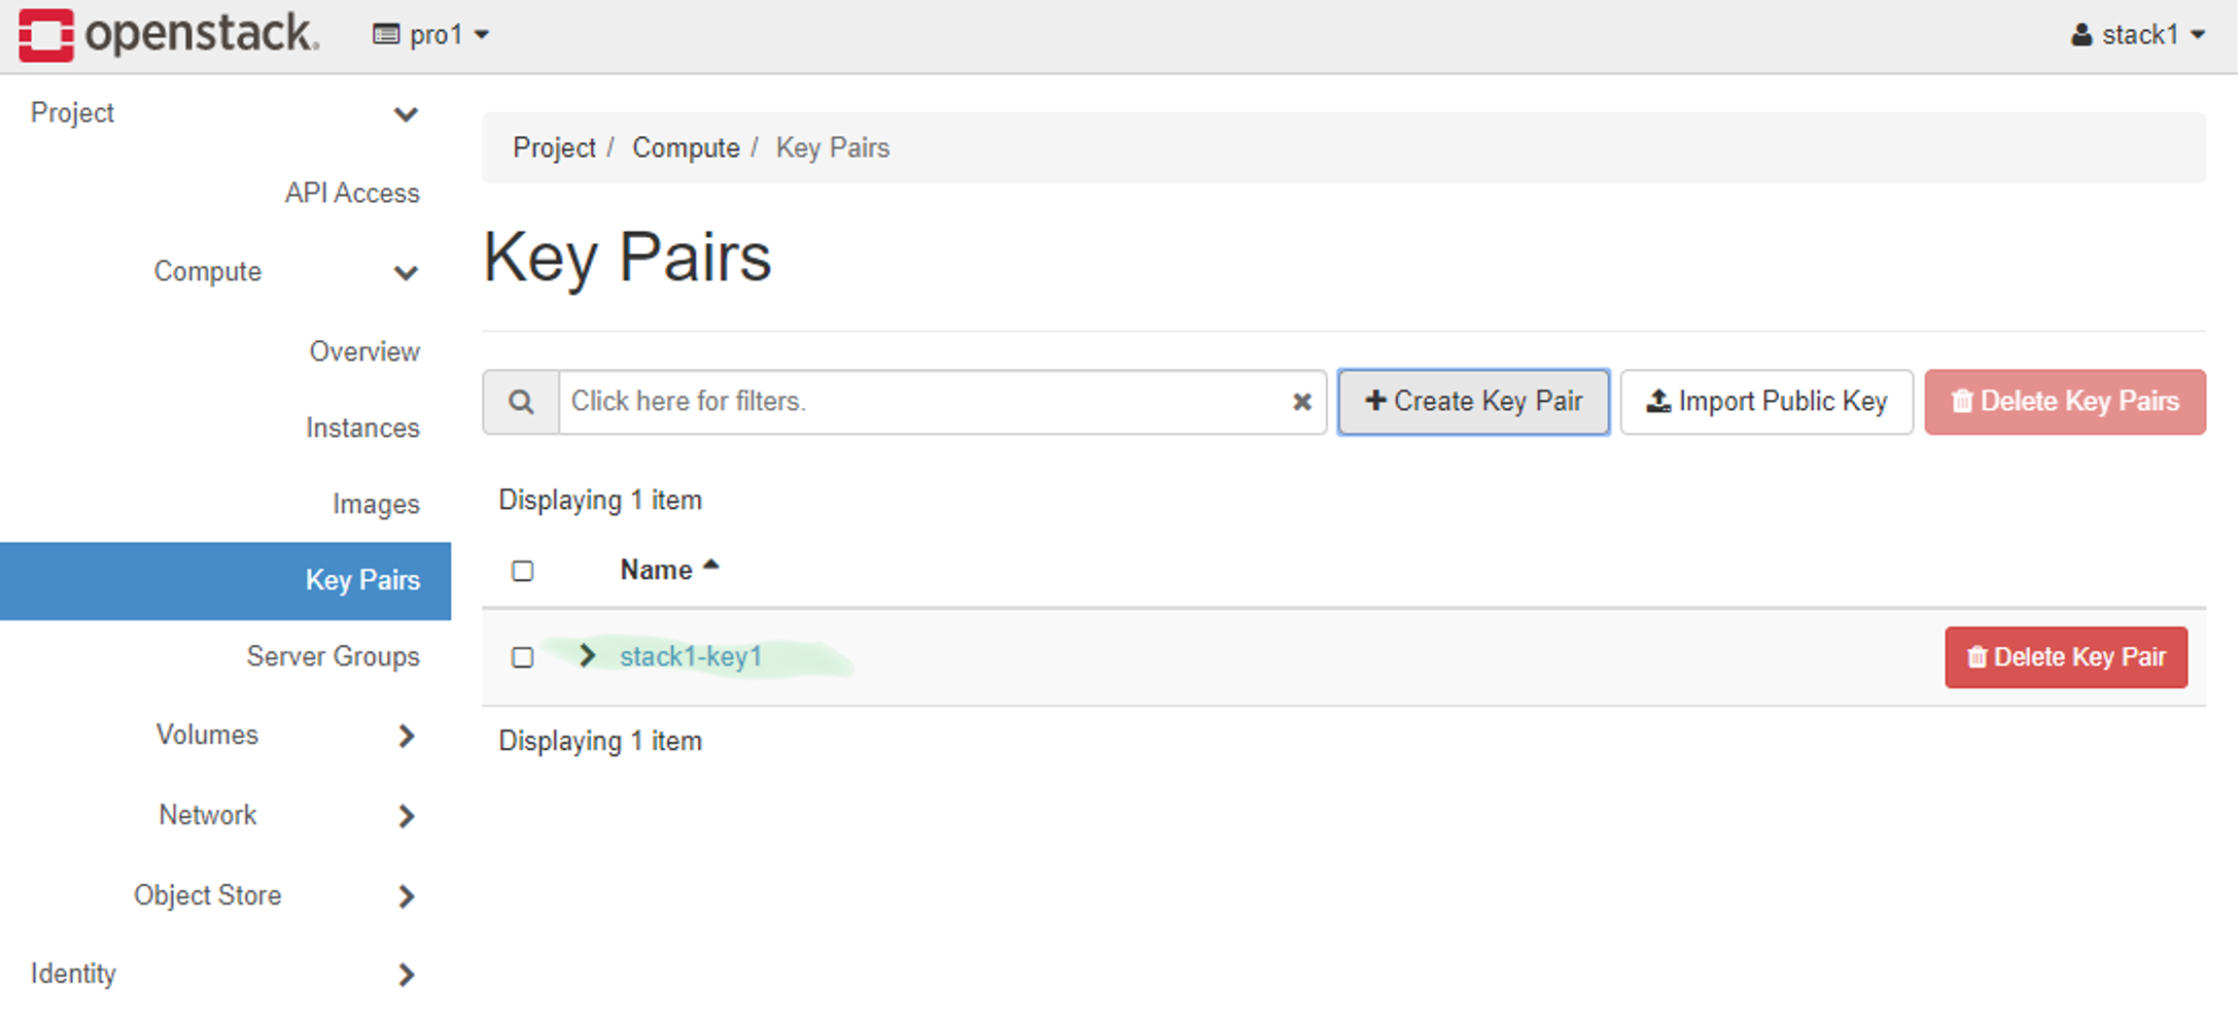 openstack.
pro1
stack1
Project
API Access
Compute
Overview
Instances
Images
Key Pairs
Server Groups
Volumes
Network
Object Store
Identity
Project / Compute / Key Pairs
Key Pairs
Click here for filters.
Create Key Pair
Import Public Key
Delete Key Pairs
Displaying 1 item
Name
stack1-key1
Delete Key Pair
Displaying 1 item